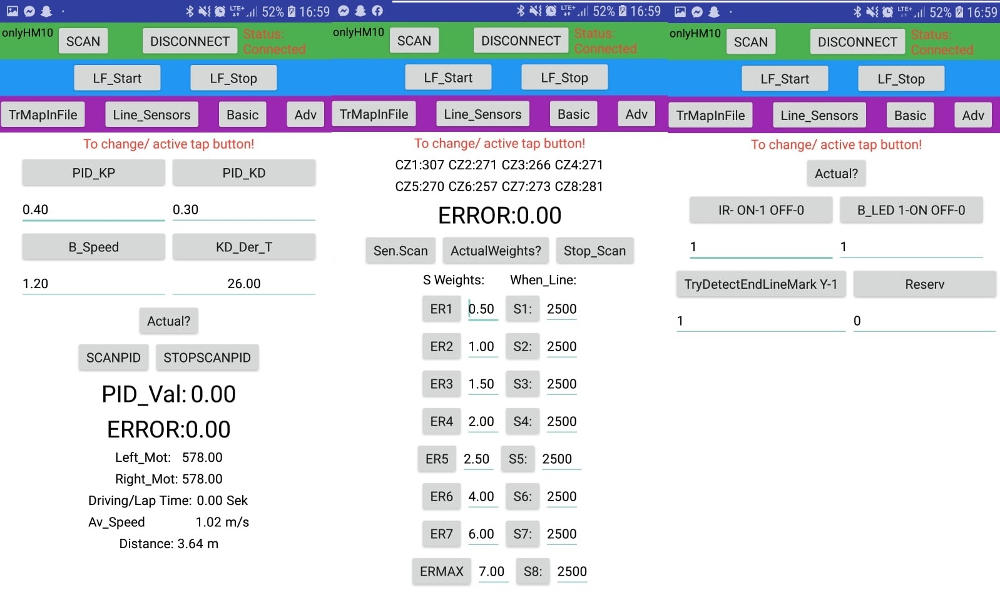 LTE+ 52% 16:59
onlyHM10 SCAN DISCONNECT Status: Connected
LF_Start LF_Stop
TrMapInFile Line_Sensors Basic Adv
To change/ active tap button!
PID_KP PID_KD
0.40 0.30
B_Speed KD_Der_T
1.20 26.00
Actual?
SCANPID STOPSCANPID
PID_Val: 0.00
ERROR:0.00
Left_Mot: 578.00
Right_Mot: 578.00
Driving/Lap Time: 0.00 Sek
Av_Speed 1.02 m/s
Distance: 3.64 m
LTE+ 52% 16:59
onlyHM10 SCAN DISCONNECT Status: Connected
LF_Start LF_Stop
TrMapInFile Line_Sensors Basic Adv
To change/ active tap button!
CZ1:307 CZ2:271 CZ3:266 CZ4:271
CZ5:270 CZ6:257 CZ7:273 CZ8:281
ERROR:0.00
Sen.Scan ActualWeights? Stop_Scan
S Weights: When_Line:
ER1 0.50 S1: 2500
ER2 1.00 S2: 2500
ER3 1.50 S3: 2500
ER4 2.00 S4: 2500
ER5 2.50 S5: 2500
ER6 4.00 S6: 2500
ER7 6.00 S7: 2500
ERMAX 7.00 S8: 2500
LTE+ 52% 16:59
onlyHM10 SCAN DISCONNECT Status: Connected
LF_Start LF_Stop
TrMapInFile Line_Sensors Basic Adv
To change/ active tap button!
Actual?
IR- ON-1 OFF-0 B_LED 1-ON OFF-0
1 1
TryDetectEndLineMark Y-1 Reserv
1 0